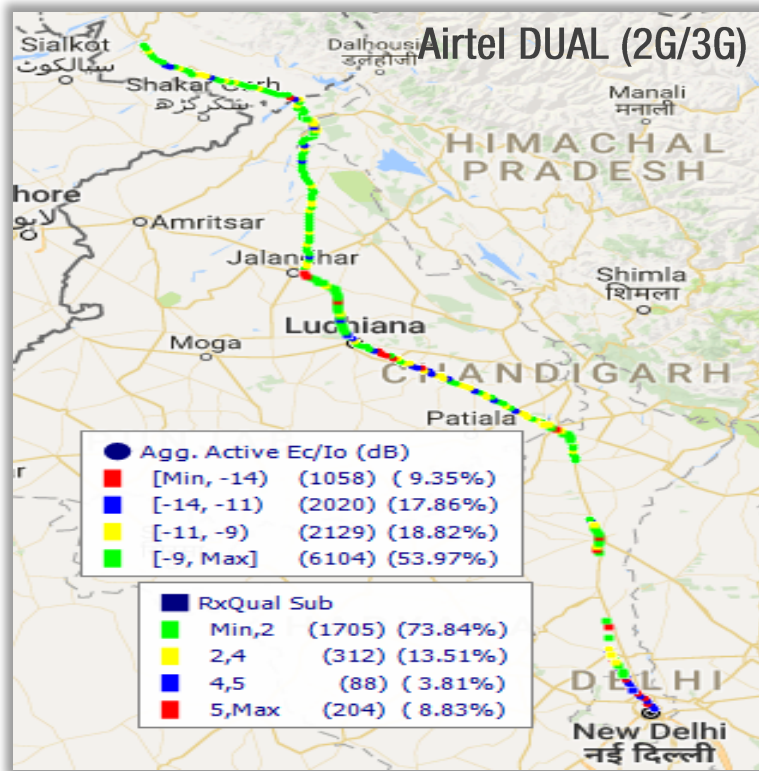 Airtel DUAL (2G/3G)
Sialkot
سیالکوٹ
Dalhousie
डलहौजी
Manali
मनाली
شکرگڑھ
HIMACHAL
PRADESH
hore
Amritsar
Jalandhar
Shimla
शिमला
Ludhiana
Moga
CHANDIGARH
Patiala
Agg. Active Ec/Io (dB)
[Min, -14) (1058) ( 9.35%)
[-14, -11) (2020) (17.86%)
[-11, -9) (2129) (18.82%)
[-9, Max] (6104) (53.97%)
RxQual Sub
Min,2 (1705) (73.84%)
2,4 (312) (13.51%)
4,5 (88) ( 3.81%)
5,Max (204) ( 8.83%)
DELHI
New Delhi
नई दिल्ली